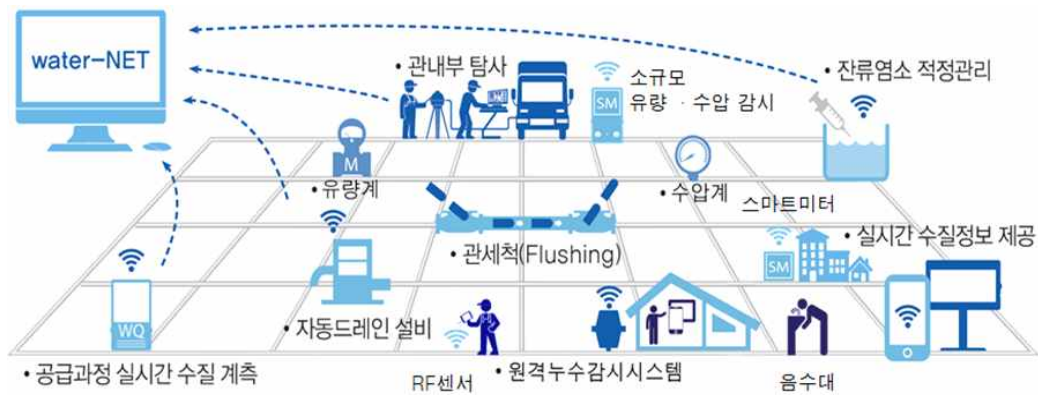 water-NET
• 관내부 탐사
SM
소규모
유량 · 수압 감시
• 잔류염소 적정관리
M
• 유량계
• 수압계
스마트미터
• 관세척(Flushing)
SM
• 실시간 수질정보 제공
WQ
• 자동드레인 설비
• 공급과정 실시간 수질 계측
RF센서
• 원격누수감시시스템
음수대